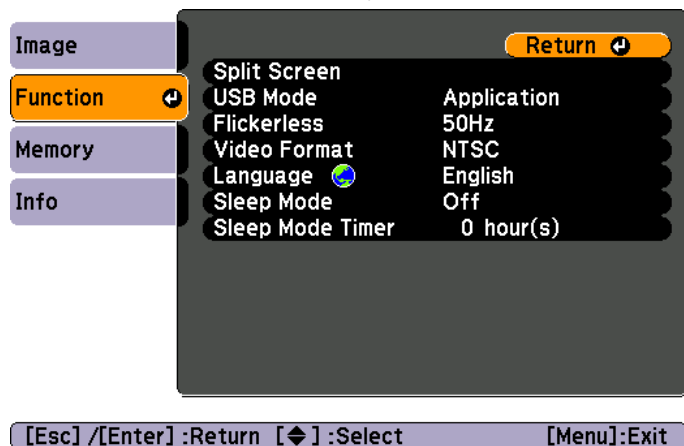 Image
Function
Memory
Info
Return
Split Screen
USB Mode Application
Flickerless 50Hz
Video Format NTSC
Language English
Sleep Mode Off
Sleep Mode Timer 0 hour(s)
[Esc] /[Enter] :Return [ ] :Select [Menu]:Exit